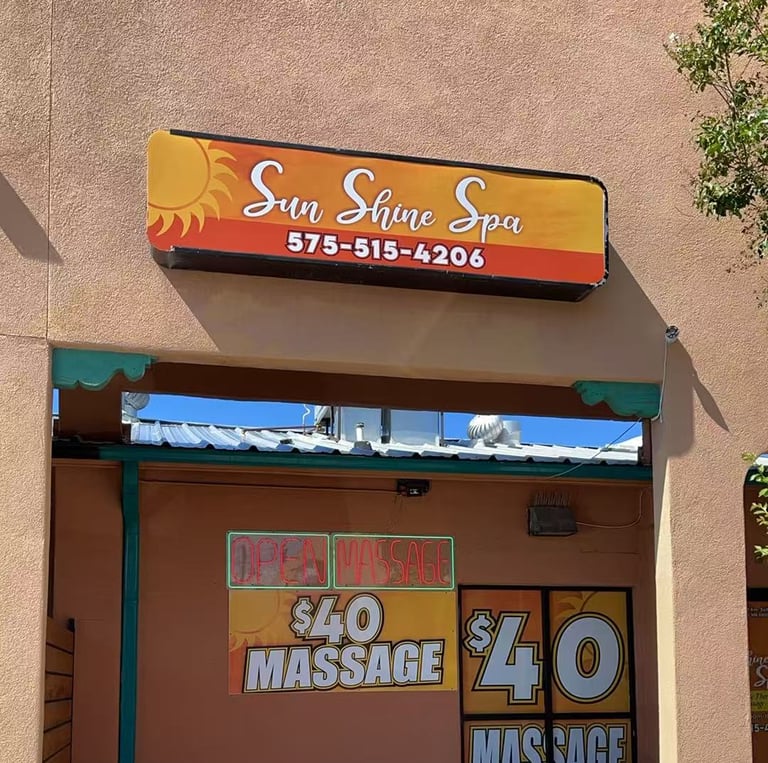 Sun Shine Spa
575-515-4206
OPEN MASSAGE
$40
MASSAGE
$40
MASSAGE